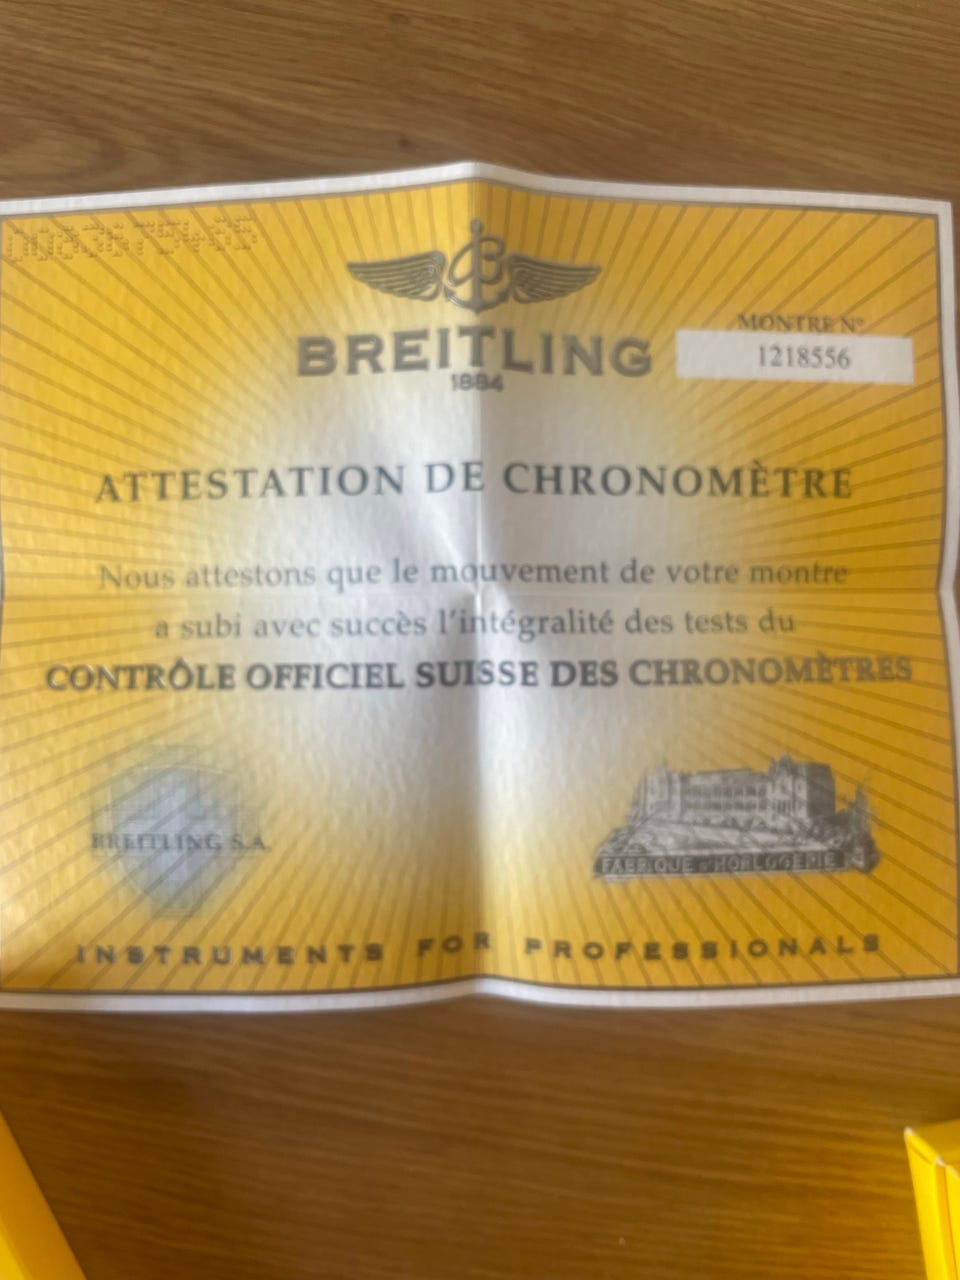 0083679485
BREITLING
1884
MONTRE N°
1218556
ATTESTATION DE CHRONOMÈTRE
Nous attestons que le mouvement de votre montre
a subi avec succès l'intégralité des tests du
CONTRÔLE OFFICIEL SUISSE DES CHRONOMÈTRES
BREITLING S.A.
FABRIQUE D'HORLOGERIE
INSTRUMENTS FOR PROFESSIONALS